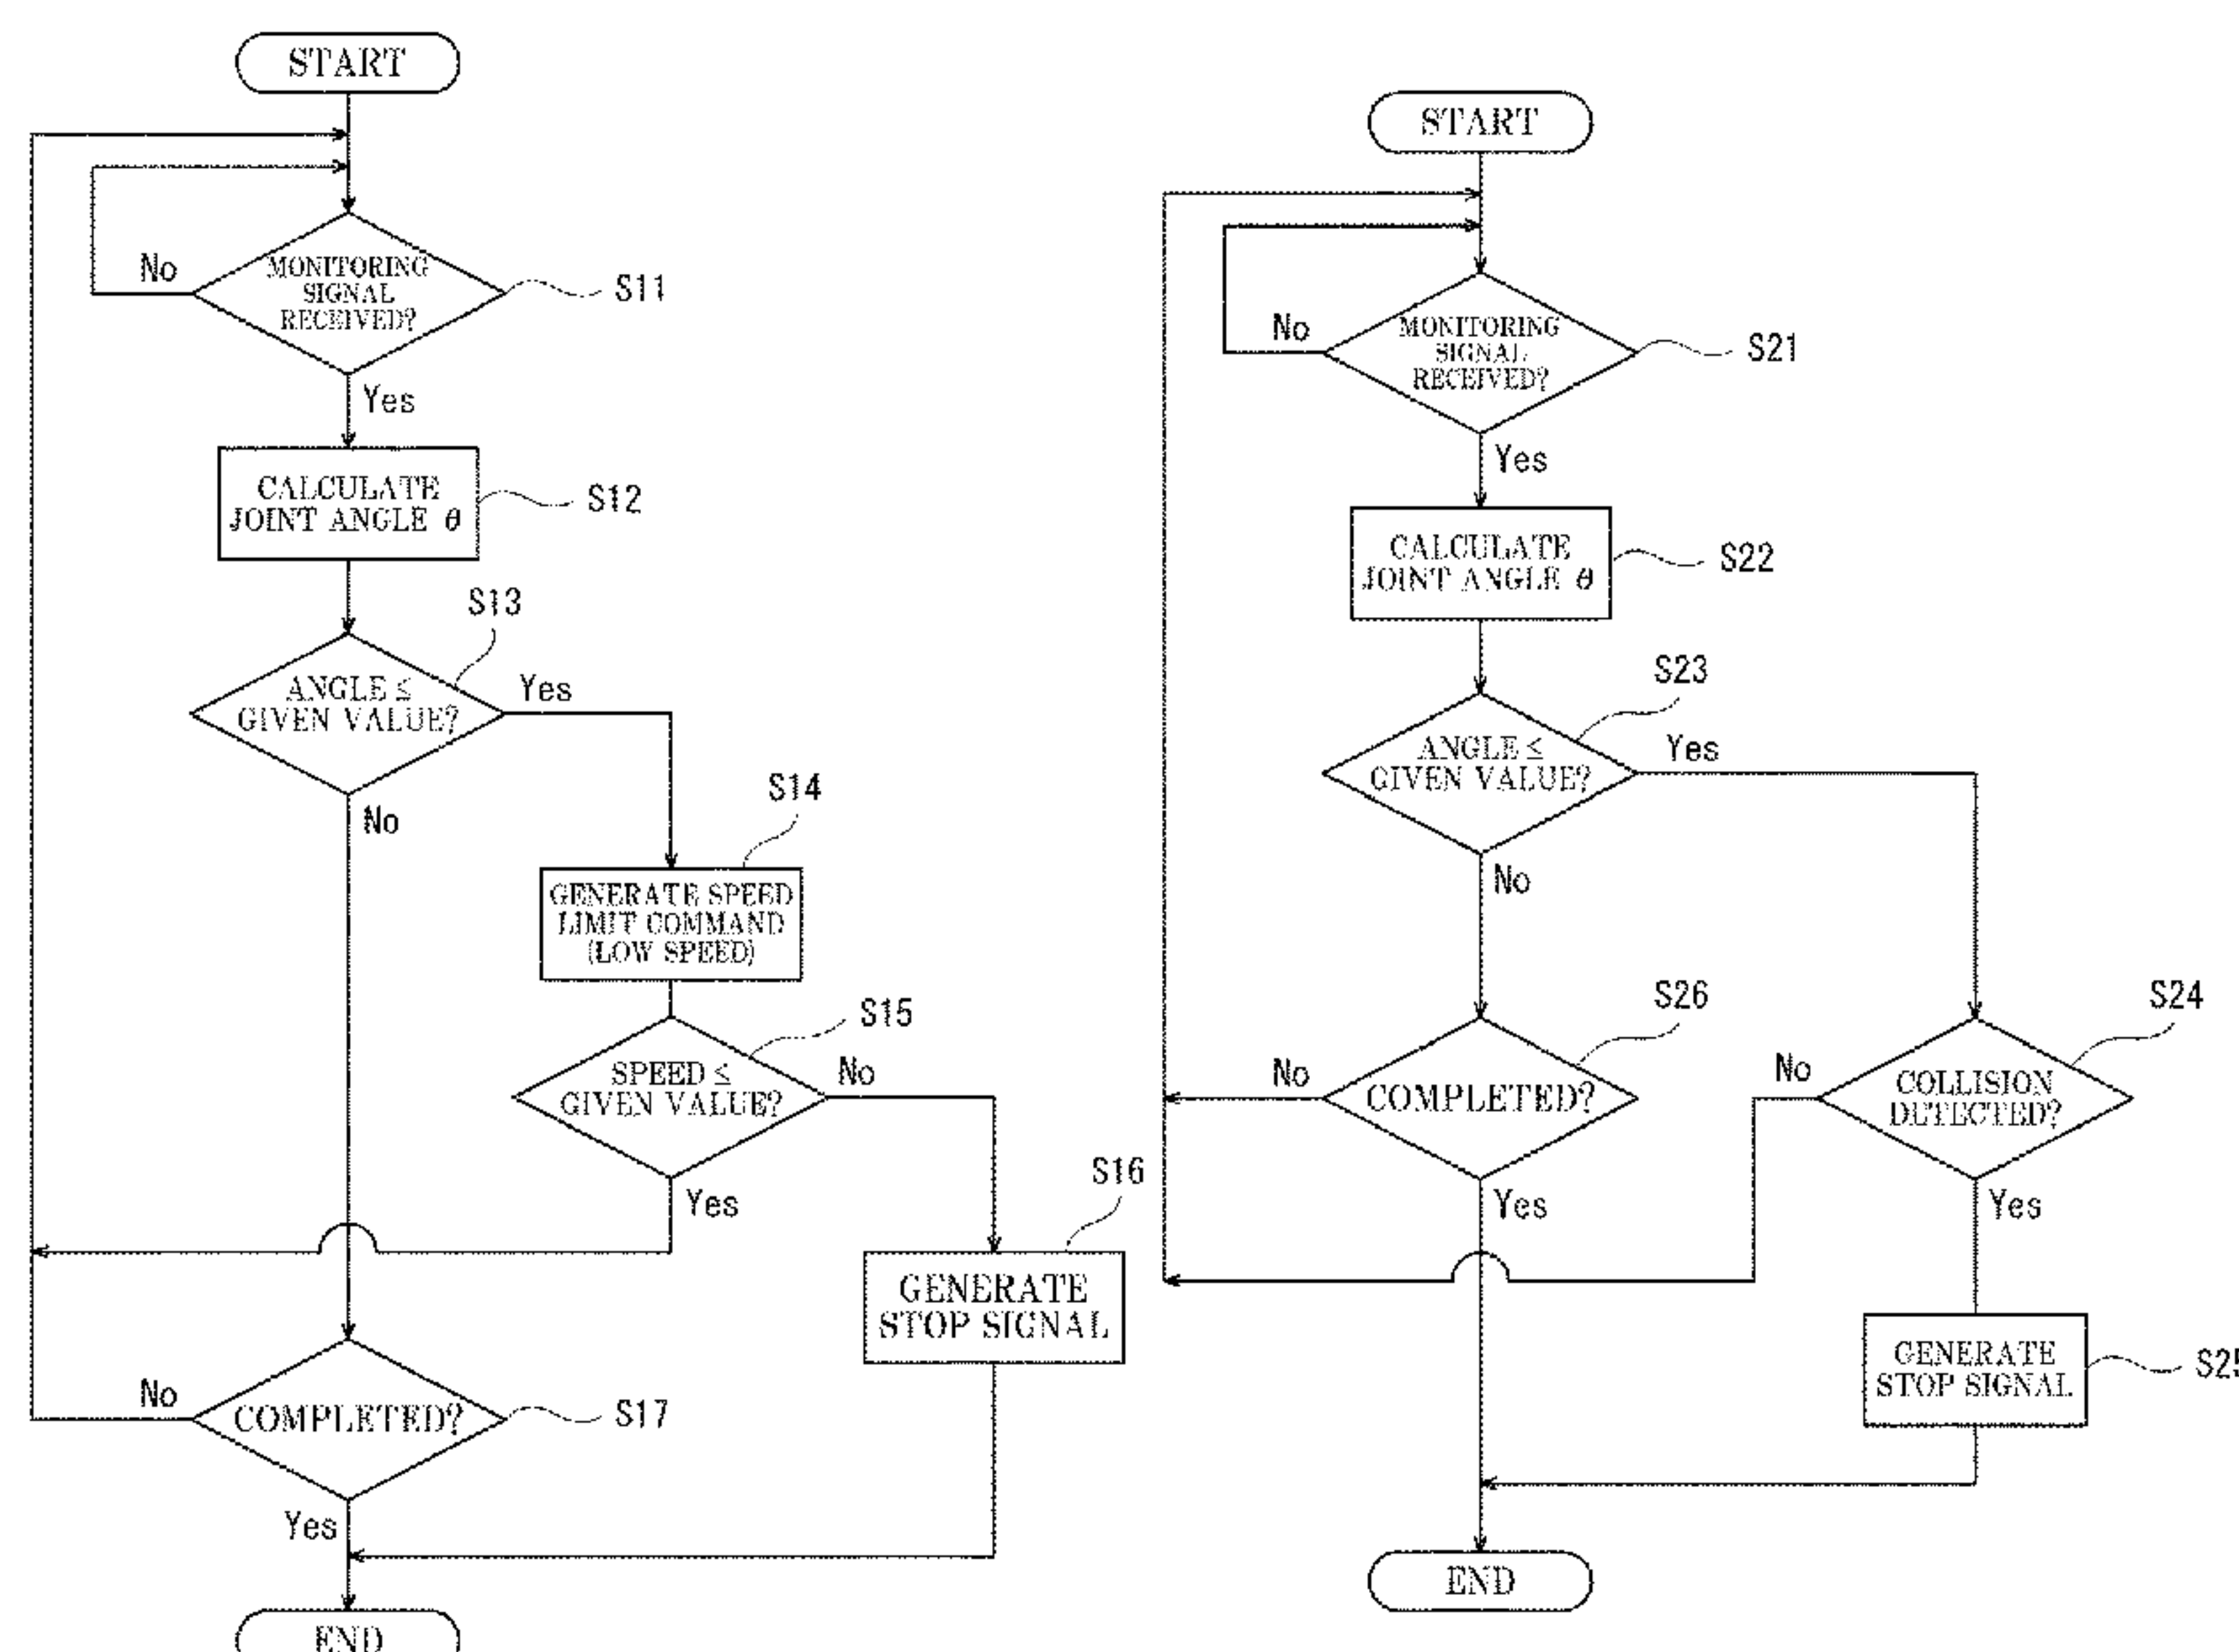 START
No
MONITORING
SIGNAL
RECEIVED?
S11
Yes
CALCULATE
JOINT ANGLE θ
S12
S13
ANGLE ≤
GIVEN VALUE?
Yes
No
S14
GENERATE SPEED
LIMIT COMMAND
(LOW SPEED)
S15
SPEED ≤
GIVEN VALUE?
No
Yes
S16
GENERATE
STOP SIGNAL
No
COMPLETED?
S17
Yes
END
START
No
MONITORING
SIGNAL
RECEIVED?
S21
Yes
CALCULATE
JOINT ANGLE θ
S22
S23
ANGLE ≤
GIVEN VALUE?
Yes
No
S26
No
COMPLETED?
Yes
S24
No
COLLISION
DETECTED?
Yes
GENERATE
STOP SIGNAL
S25
END